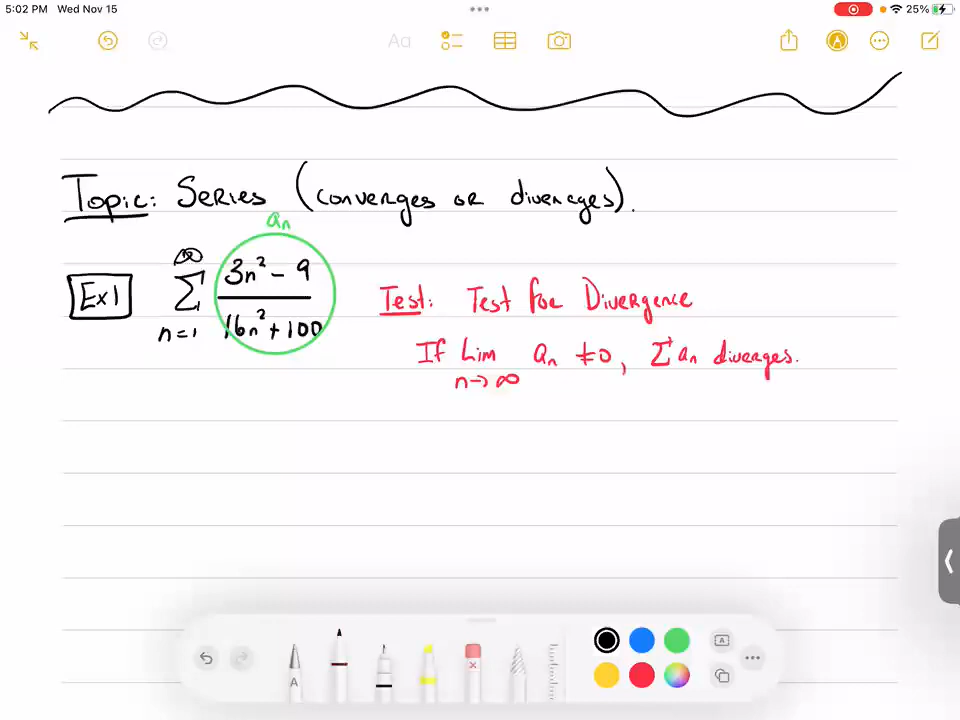 5:02 PM Wed Nov 15
25%
Aa
Topic: Series (converges or diverges).
an
Ex1 ∞ Σ n=1 3n² - 9 / 16n² + 100
Test: Test for Divergence
If Lim n→∞ an ≠ 0, Σ an diverges.
A
A